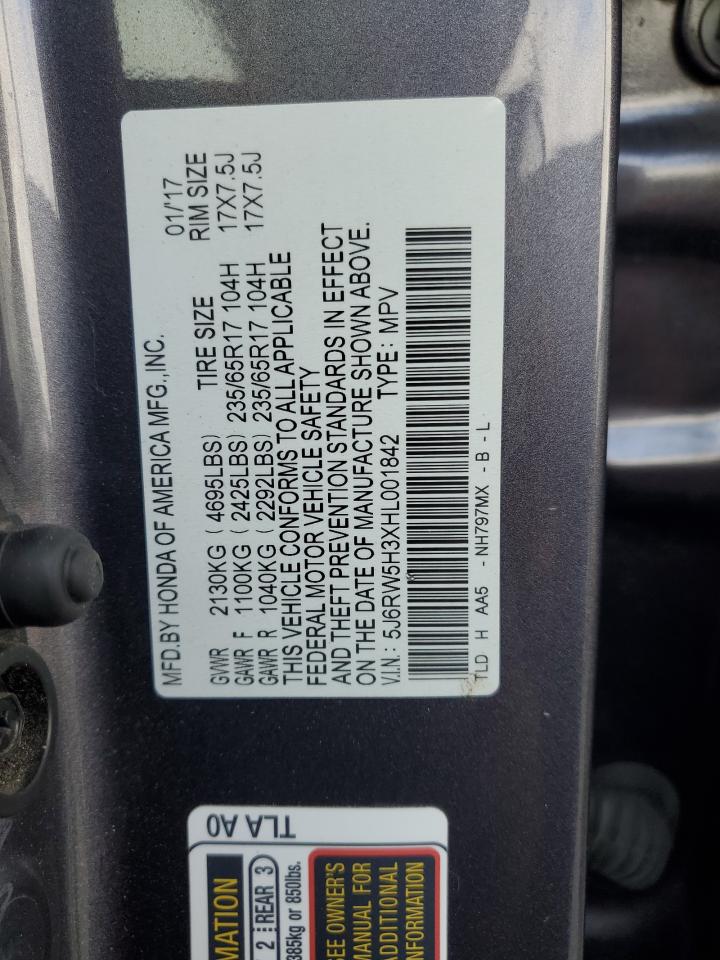 MFD.BY HONDA OF AMERICA MFG.,INC. 01/'17
GVWR 2130KG ( 4695LBS) TIRE SIZE RIM SIZE
GAWR F 1100KG ( 2425LBS) 235/65R17 104H 17X7.5J
GAWR R 1040KG ( 2292LBS) 235/65R17 104H 17X7.5J
THIS VEHICLE CONFORMS TO ALL APPLICABLE
FEDERAL MOTOR VEHICLE SAFETY
AND THEFT PREVENTION STANDARDS IN EFFECT
ON THE DATE OF MANUFACTURE SHOWN ABOVE.
V.I.N.: 5J6RW5H3XHL001842 TYPE: MPV
TLD H AA5 -NH797MX -B-L
TLA A0
MATION
2 REAR 3
385kg or 850lbs.
SEE OWNER'S
MANUAL FOR
ADDITIONAL
INFORMATION